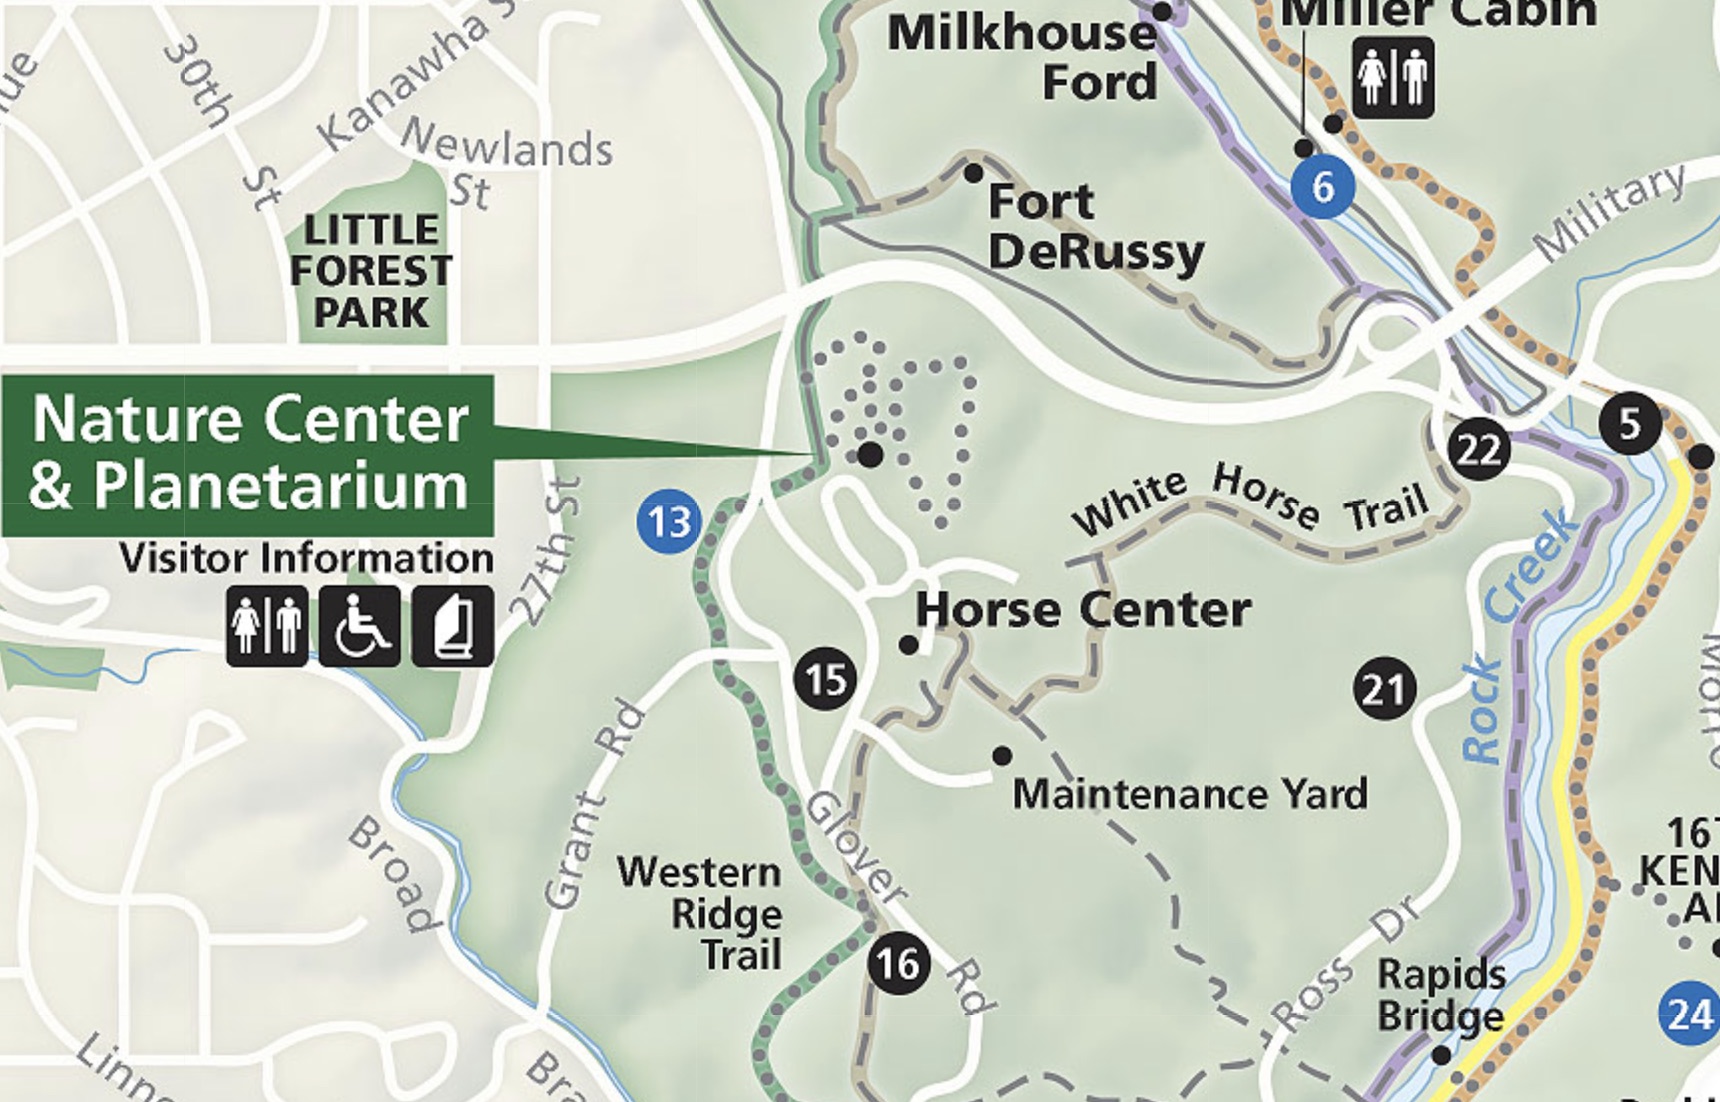 Milkhouse
Ford
Miller Cabin
30th
St
Kanawha
Newlands
St
6
Military
Fort
DeRussy
LITTLE
FOREST
PARK
Nature Center
& Planetarium
Visitor Information
27th St
13
22
5
White Horse Trail
Rock Creek
Horse Center
15
21
Grant Rd
Maintenance Yard
Glover Rd
Broad
Western
Ridge
Trail
16
Ross Dr
Rapids
Bridge
24